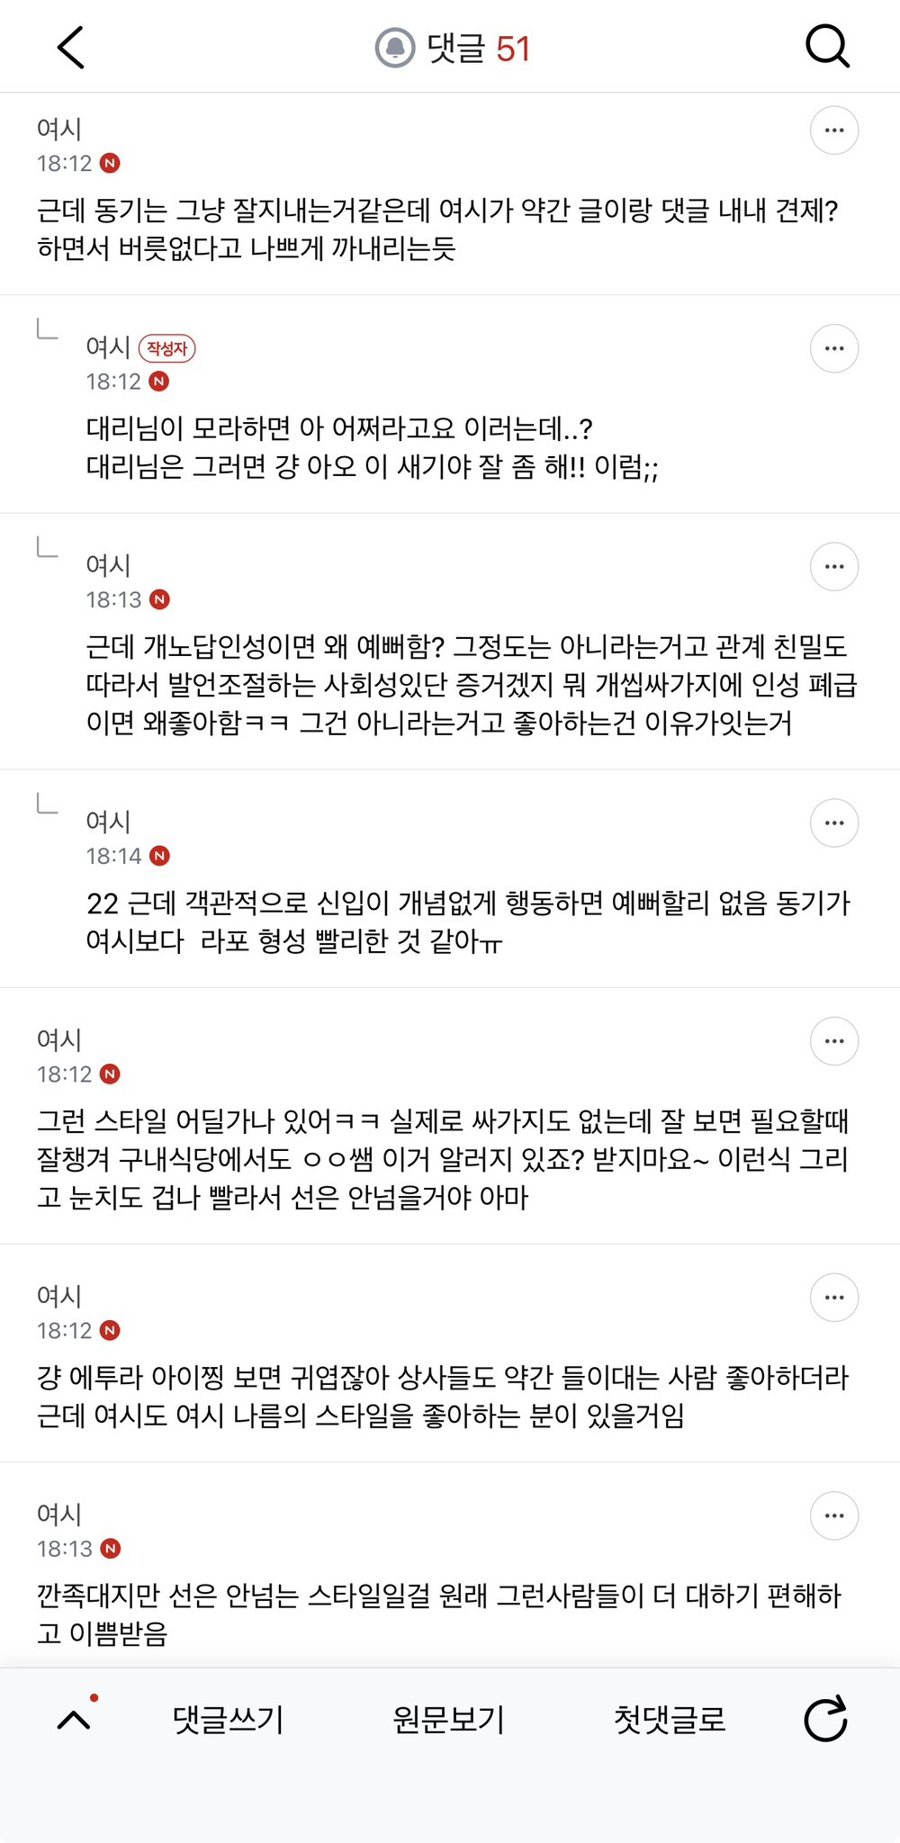 댓글 51
여시
18:12 N
근데 동기는 그냥 잘지내는거같은데 여시가 약간 글이랑 댓글 내내 견제?
하면서 버릇없다고 나쁘게 까내리는듯
여시 작성자
18:12 N
대리님이 모라하면 아 어쩌라고요 이러는데..?
대리님은 그러면 걍 아오 이 새기야 잘 좀 해!! 이럼;;
여시
18:13 N
근데 개노답인성이면 왜 예뻐함? 그정도는 아니라는거고 관계 친밀도
따라서 발언조절하는 사회성있단 증거겠지 뭐 개씹싸가지에 인성 폐급
이면 왜좋아함ㅋㅋ 그건 아니라는거고 좋아하는건 이유가잇는거
여시
18:14 N
22 근데 객관적으로 신입이 개념없게 행동하면 예뻐할리 없음 동기가
여시보다 라포 형성 빨리한 것 같아ㅠ
여시
18:12 N
그런 스타일 어딜가나 있어ㅋㅋ 실제로 싸가지도 없는데 잘 보면 필요할때
잘챙겨 구내식당에서도 ㅇㅇ쌤 이거 알러지 있죠? 받지마요~ 이런식 그리
고 눈치도 겁나 빨라서 선은 안넘을거야 아마
여시
18:12 N
걍 에투라 아이찡 보면 귀엽잖아 상사들도 약간 들이대는 사람 좋아하더라
근데 여시도 여시 나름의 스타일을 좋아하는 분이 있을거임
여시
18:13 N
깐족대지만 선은 안넘는 스타일일걸 원래 그런사람들이 더 대하기 편해하
고 이쁨받음
댓글쓰기 원문보기 첫댓글로